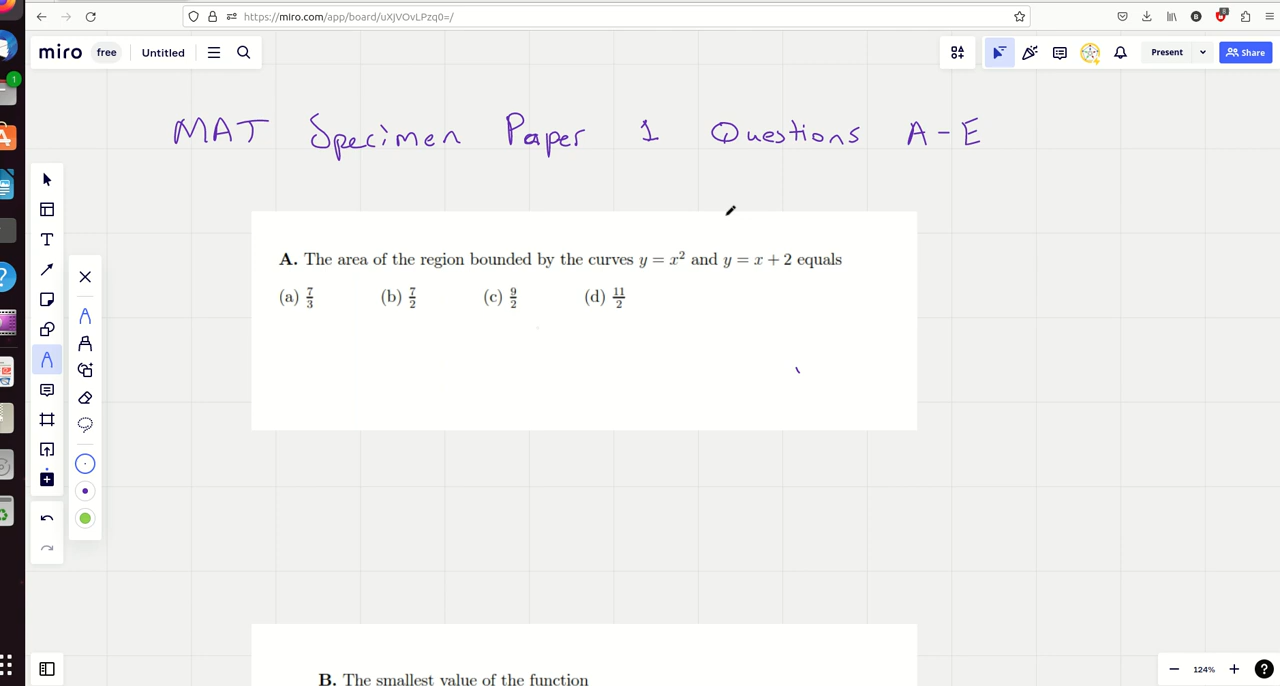 https://miro.com/app/board/uXjVOvLPzq0=/
8
miro free Untitled
Present
Share
1
MAT Specimen Paper 1 Questions A-E
A. The area of the region bounded by the curves y = x² and y = x + 2 equals
(a) 7/3 (b) 7/2 (c) 9/2 (d) 11/2
T
B. The smallest value of the function
124%
?